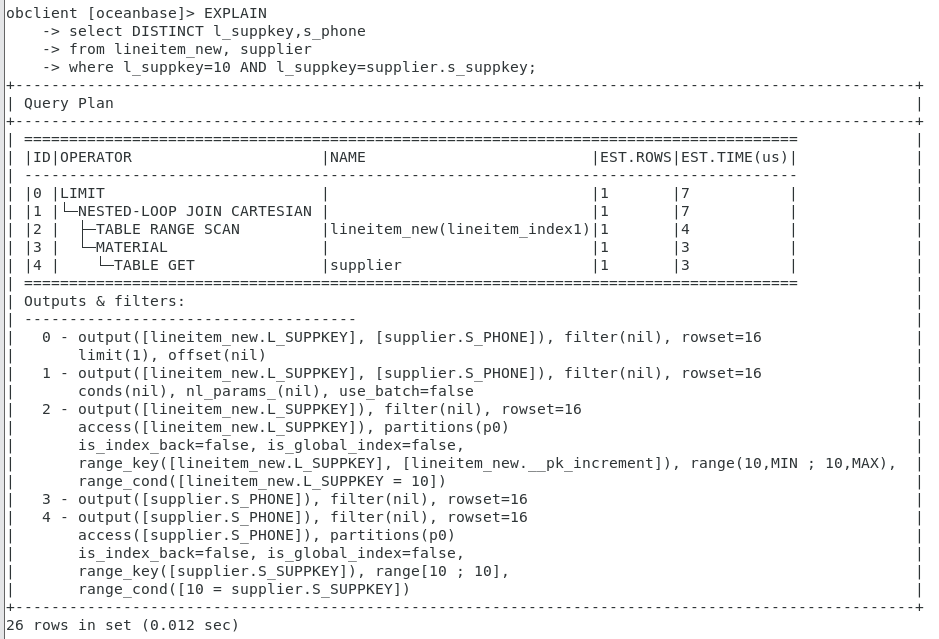 obclient [oceanbase]> EXPLAIN
    -> select DISTINCT l_suppkey,s_phone
    -> from lineitem_new, supplier
    -> where l_suppkey=10 AND l_suppkey=supplier.s_suppkey;
+----------------------------------------------------------------------------------------------------+
| Query Plan                                                                                         |
+----------------------------------------------------------------------------------------------------+
| ======================================================================================             |
| |ID|OPERATOR                     |NAME                         |EST.ROWS|EST.TIME(us)|             |
| --------------------------------------------------------------------------------------             |
| |0 |LIMIT                        |                             |1       |7           |             |
| |1 |└─NESTED-LOOP JOIN CARTESIAN |                             |1       |7           |             |
| |2 |  ├─TABLE RANGE SCAN         |lineitem_new(lineitem_index1)|1       |4           |             |
| |3 |  └─MATERIAL                 |                             |1       |3           |             |
| |4 |    └─TABLE GET              |supplier                     |1       |3           |             |
| ======================================================================================             |
| Outputs & filters:                                                                                 |
| -------------------------------------                                                              |
|   0 - output([lineitem_new.L_SUPPKEY], [supplier.S_PHONE]), filter(nil), rowset=16                 |
|       limit(1), offset(nil)                                                                        |
|   1 - output([lineitem_new.L_SUPPKEY], [supplier.S_PHONE]), filter(nil), rowset=16                 |
|       conds(nil), nl_params_(nil), use_batch=false                                                 |
|   2 - output([lineitem_new.L_SUPPKEY]), filter(nil), rowset=16                                     |
|       access([lineitem_new.L_SUPPKEY]), partitions(p0)                                             |
|       is_index_back=false, is_global_index=false,                                                  |
|       range_key([lineitem_new.L_SUPPKEY], [lineitem_new.__pk_increment]), range(10,MIN ; 10,MAX),  |
|       range_cond([lineitem_new.L_SUPPKEY = 10])                                                    |
|   3 - output([supplier.S_PHONE]), filter(nil), rowset=16                                           |
|   4 - output([supplier.S_PHONE]), filter(nil), rowset=16                                           |
|       access([supplier.S_PHONE]), partitions(p0)                                                   |
|       is_index_back=false, is_global_index=false,                                                  |
|       range_key([supplier.S_SUPPKEY]), range[10 ; 10],                                             |
|       range_cond([10 = supplier.S_SUPPKEY])                                                        |
+----------------------------------------------------------------------------------------------------+
26 rows in set (0.012 sec)